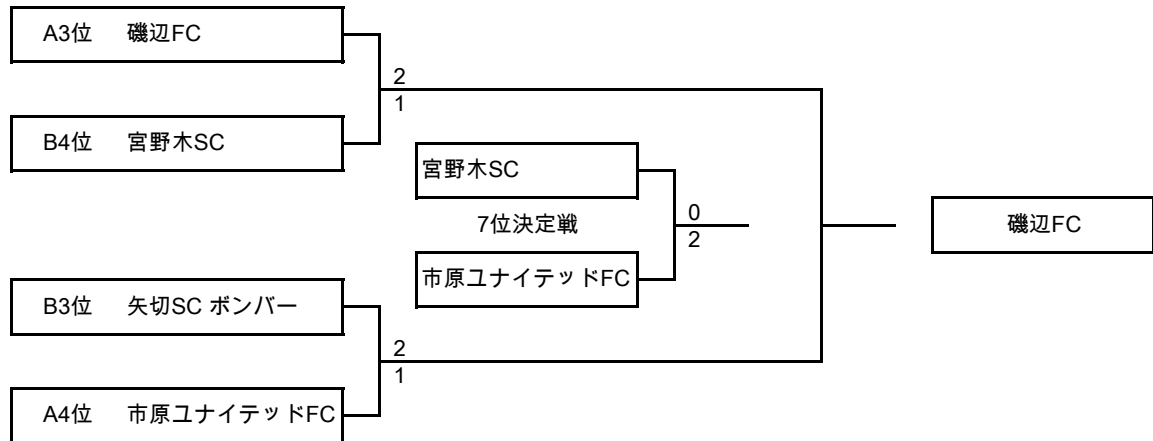 A3位 磯辺FC
2
1
B4位 宮野木SC
宮野木SC
7位決定戦
0
2
磯辺FC
市原ユナイテッドFC
B3位 矢切SC ボンバー
2
1
A4位 市原ユナイテッドFC